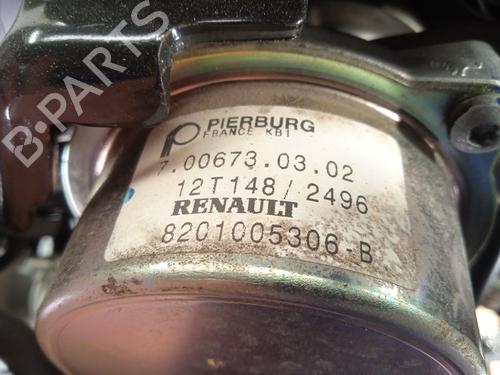 B-PARTS
PIERBURG
FRANCE KB1
7.00673.03.02
12T148/2496
RENAULT
8201005306-B